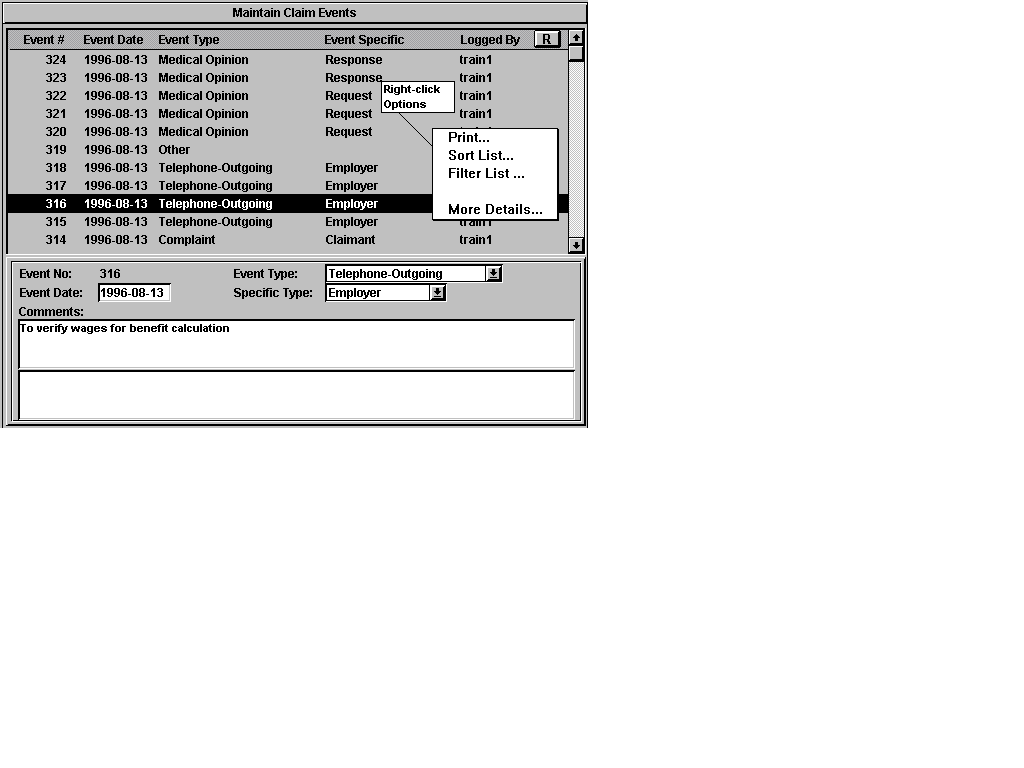 Maintain Claim Events
Event # Event Date Event Type Event Specific Logged By R
324 1996-08-13 Medical Opinion Response train1
323 1996-08-13 Medical Opinion Response train1
322 1996-08-13 Medical Opinion Request train1
321 1996-08-13 Medical Opinion Request train1
320 1996-08-13 Medical Opinion Request
319 1996-08-13 Other
318 1996-08-13 Telephone-Outgoing Employer
317 1996-08-13 Telephone-Outgoing Employer
316 1996-08-13 Telephone-Outgoing Employer
315 1996-08-13 Telephone-Outgoing Employer train1
314 1996-08-13 Complaint Claimant train1
Right-click
Options
Print...
Sort List...
Filter List ...
More Details...
Event No: 316 Event Type: Telephone-Outgoing
Event Date: 1996-08-13 Specific Type: Employer
Comments:
To verify wages for benefit calculation